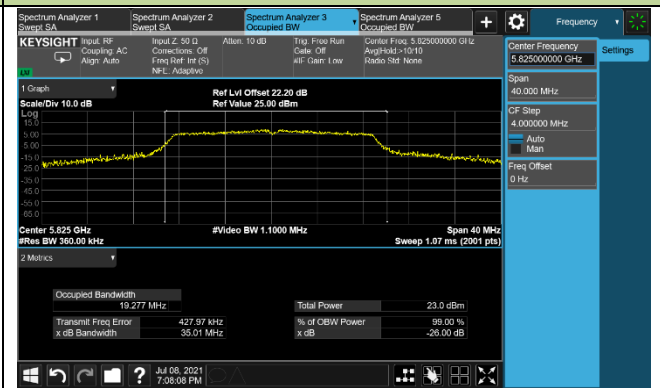 Spectrum Analyzer 1
Swept SA
Spectrum Analyzer 2
Swept SA
Spectrum Analyzer 3
Occupied BW
Spectrum Analyzer 5
Occupied BW
+
Frequency
KEYSIGHT
Input: RF
Coupling: AC
Align: Auto
Input Z: 50 Ω
Corrections: Off
Freq Ref: Int (S)
NFE: Adaptive
Atten: 10 dB
Trig: Free Run
Gate: Off
#IF Gain: Low
Center Freq: 5.825000000 GHz
Avg|Hold:>10/10
Radio Std: None
Center Frequency
5.825000000 GHz
Settings
Span
40.000 MHz
CF Step
4.000000 MHz
Auto
Man
Freq Offset
0 Hz
1 Graph
Scale/Div 10.0 dB
Ref Lvl Offset 22.20 dB
Ref Value 25.00 dBm
Log
15.0
5.00
-5.00
-15.0
-25.0
-35.0
-45.0
-55.0
-65.0
Center 5.825 GHz
#Video BW 1.1000 MHz
Span 40 MHz
#Res BW 360.00 kHz
Sweep 1.07 ms (2001 pts)
2 Metrics
Occupied Bandwidth
19.277 MHz
Total Power 23.0 dBm
Transmit Freq Error 427.97 kHz
% of OBW Power 99.00 %
x dB Bandwidth 35.01 MHz
x dB -26.00 dB
?
Jul 08, 2021
7:08:08 PM